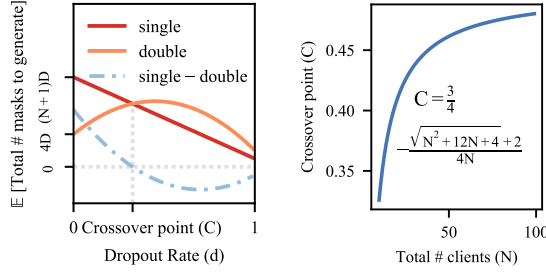 𝔼 [Total # masks to generate]
0 4D (N+1)D
single
double
single − double
0 Crossover point (C) 1
Dropout Rate (d)
Crossover point (C)
0.45
0.40
0.35
C = 3/4
− (√(N² + 12N + 4) + 2)/4N
50 100
Total # clients (N)